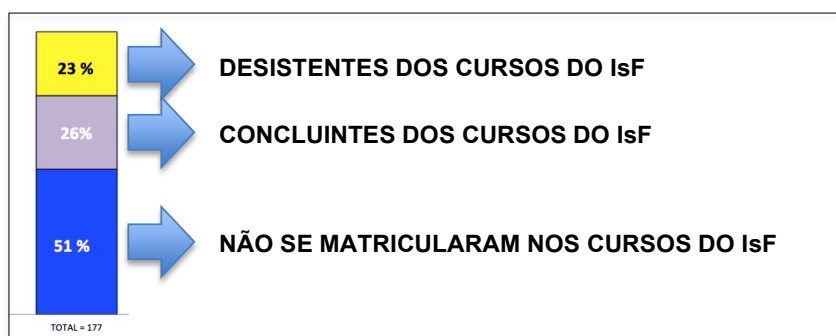 23 %
DESISTENTES DOS CURSOS DO IsF
26%
CONCLUINTES DOS CURSOS DO IsF
51 %
NÃO SE MATRICULARAM NOS CURSOS DO IsF
TOTAL = 177